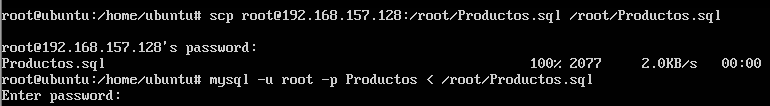 root@ubuntu:/home/ubuntu# scp root@192.168.157.128:/root/Productos.sql /root/Productos.sql
root@192.168.157.128's password:
Productos.sql 100% 2077 2.0KB/s 00:00
root@ubuntu:/home/ubuntu# mysql -u root -p Productos < /root/Productos.sql
Enter password: